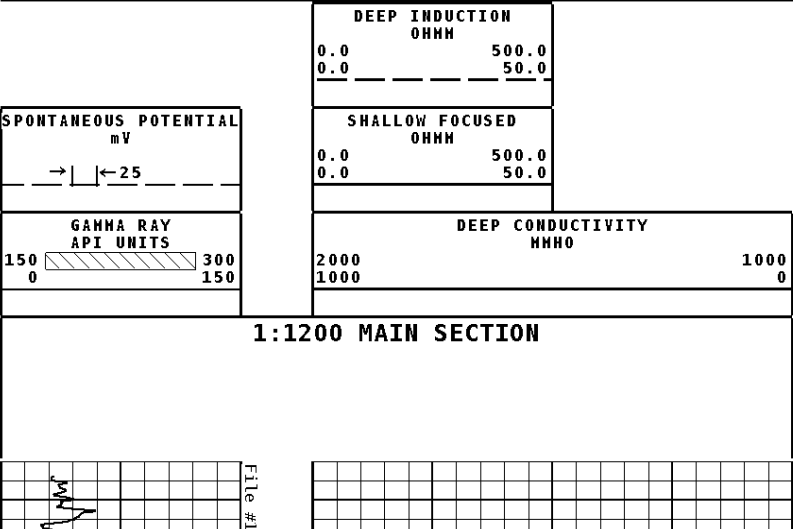 DEEP INDUCTION
OHMM
0.0 500.0
0.0 50.0
SPONTANEOUS POTENTIAL
mV
→ ←25
SHALLOW FOCUSED
OHMM
0.0 500.0
0.0 50.0
GAMMA RAY
API UNITS
150 300
0 150
DEEP CONDUCTIVITY
MMHO
2000 1000
1000 0
1:1200 MAIN SECTION
File #1